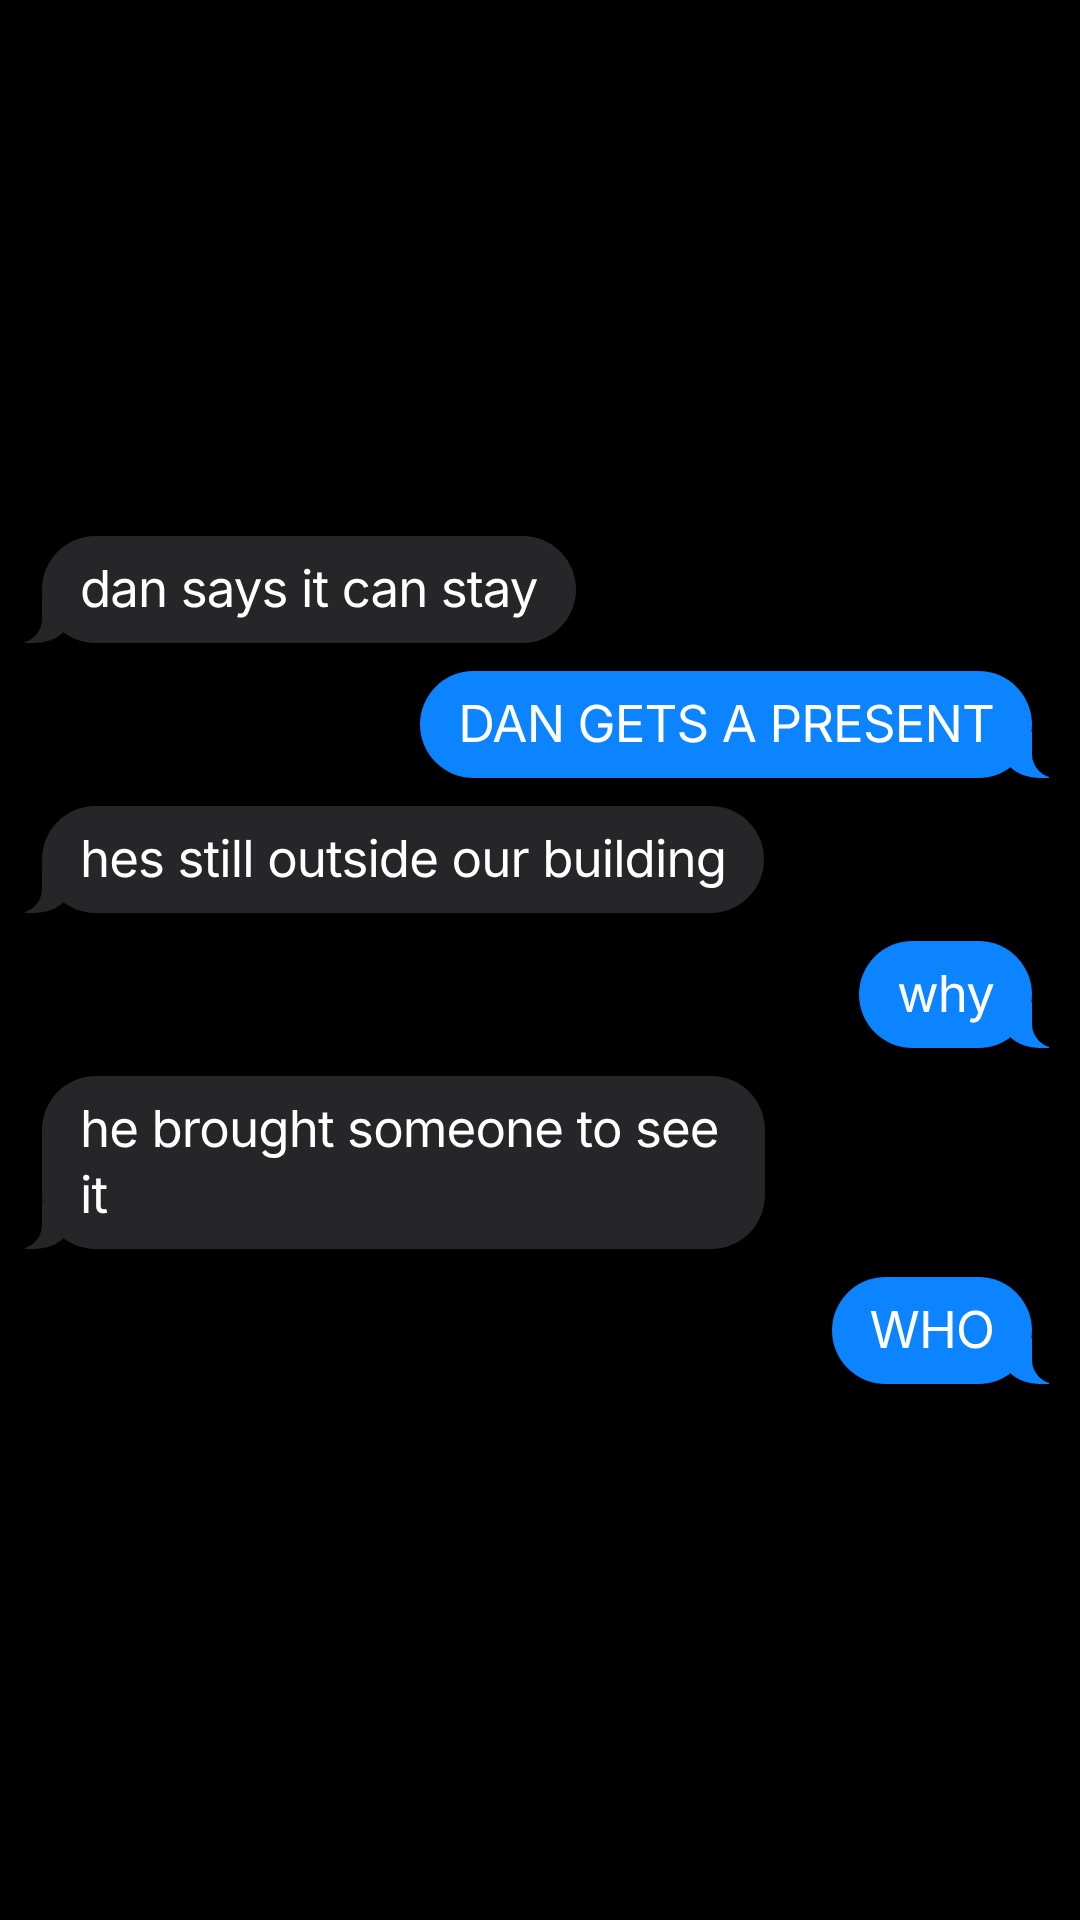 dan says it can stay
DAN GETS A PRESENT
hes still outside our building
why
he brought someone to see
it
WHO